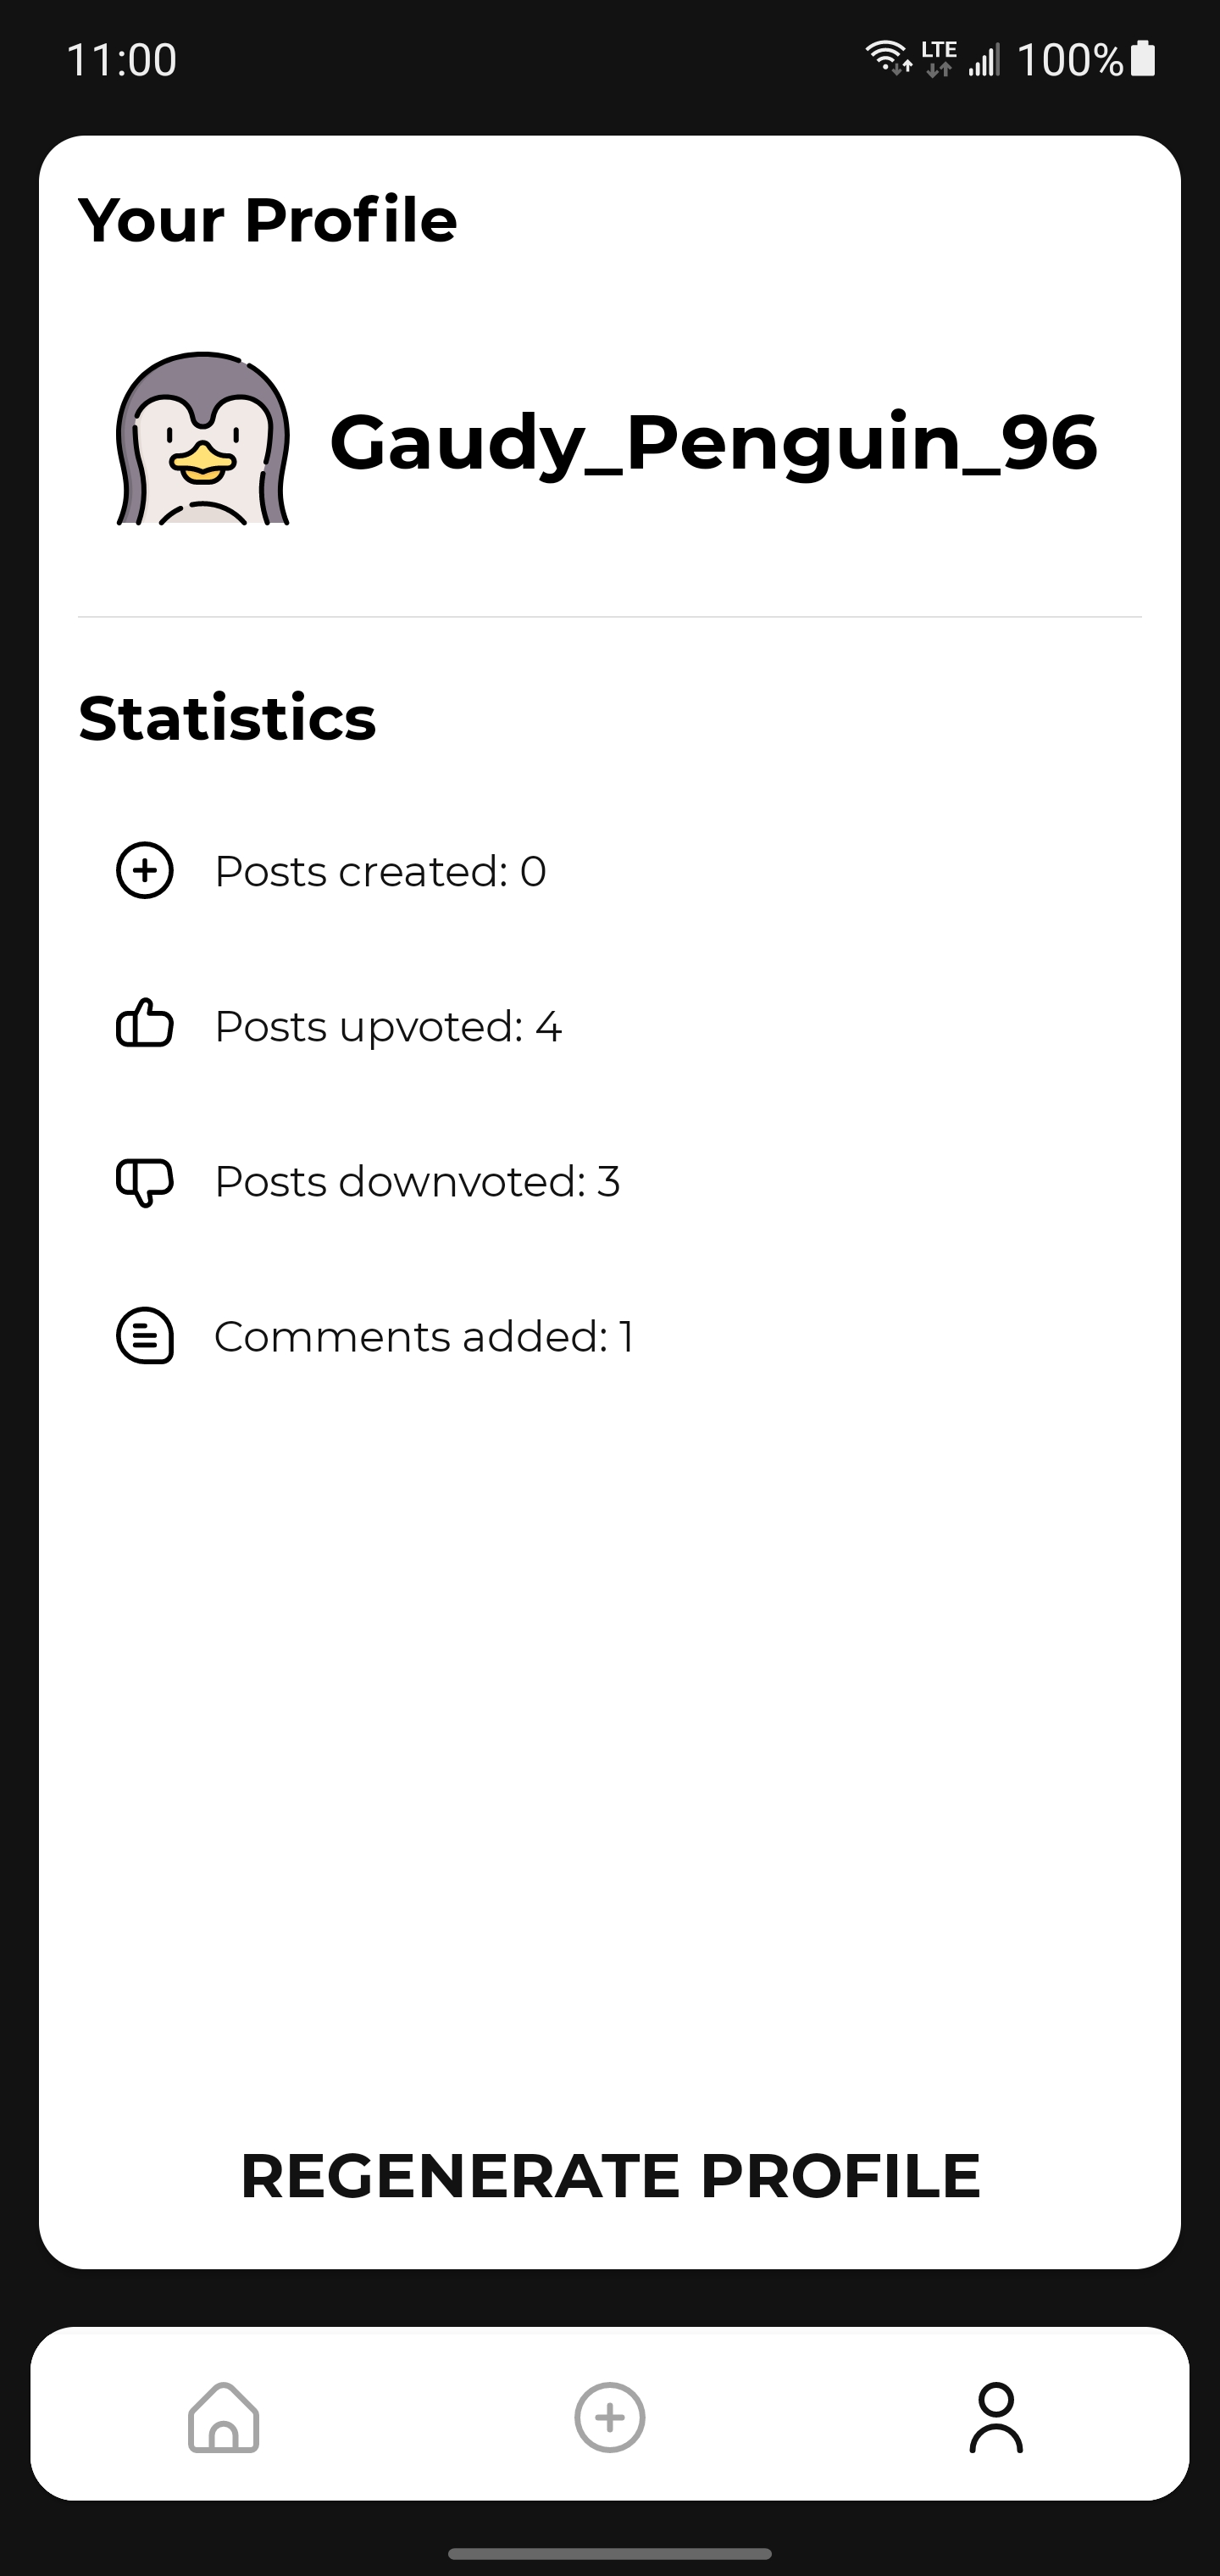 11:00
LTE
100%
Your Profile
Gaudy_Penguin_96
Statistics
Posts created: 0
Posts upvoted: 4
Posts downvoted: 3
Comments added: 1
REGENERATE PROFILE